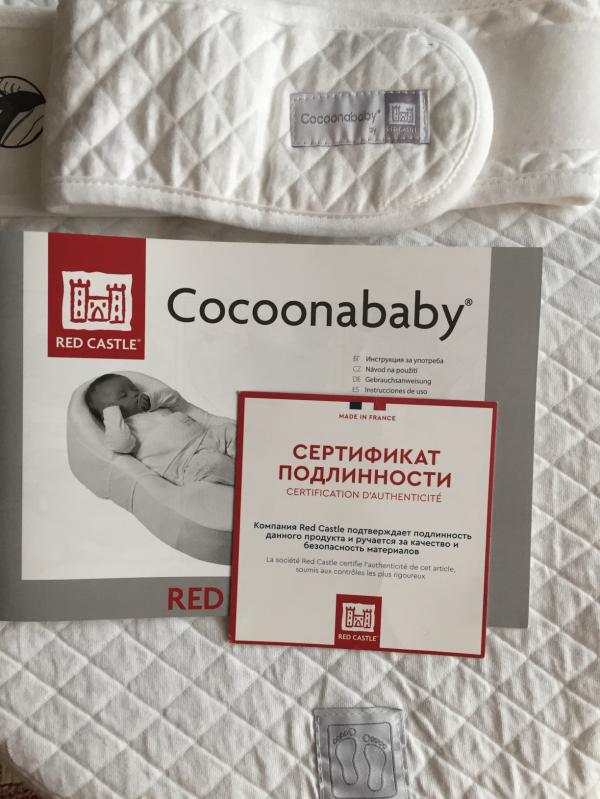 Cocoonababy®
by
RED CASTLE
RED CASTLE®
Cocoonababy®
БГ Инструкция за употреба
CZ Návod na použití
DE Gebrauchsanweisung
ES Instrucciones de uso
MADE IN FRANCE
СЕРТИФИКАТ
ПОДЛИННОСТИ
CERTIFICATION D'AUTHENTICITÉ
Компания Red Castle подтверждает подлинность
данного продукта и ручается за качество и
безопасность материалов
La société Red Castle certifie l'authenticité de cet article,
soumis aux contrôles les plus rigoureux
RED
RED CASTLE®